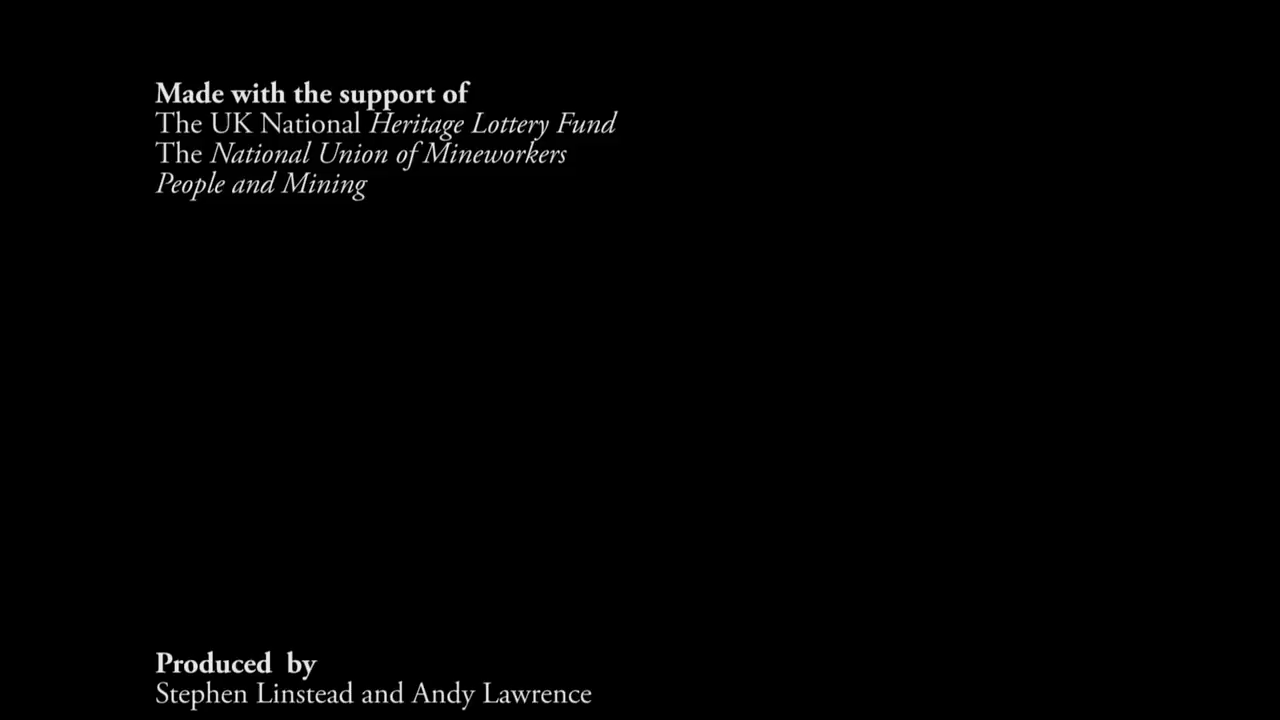 Made with the support of
The UK National Heritage Lottery Fund
The National Union of Mineworkers
People and Mining
Produced by
Stephen Linstead and Andy Lawrence